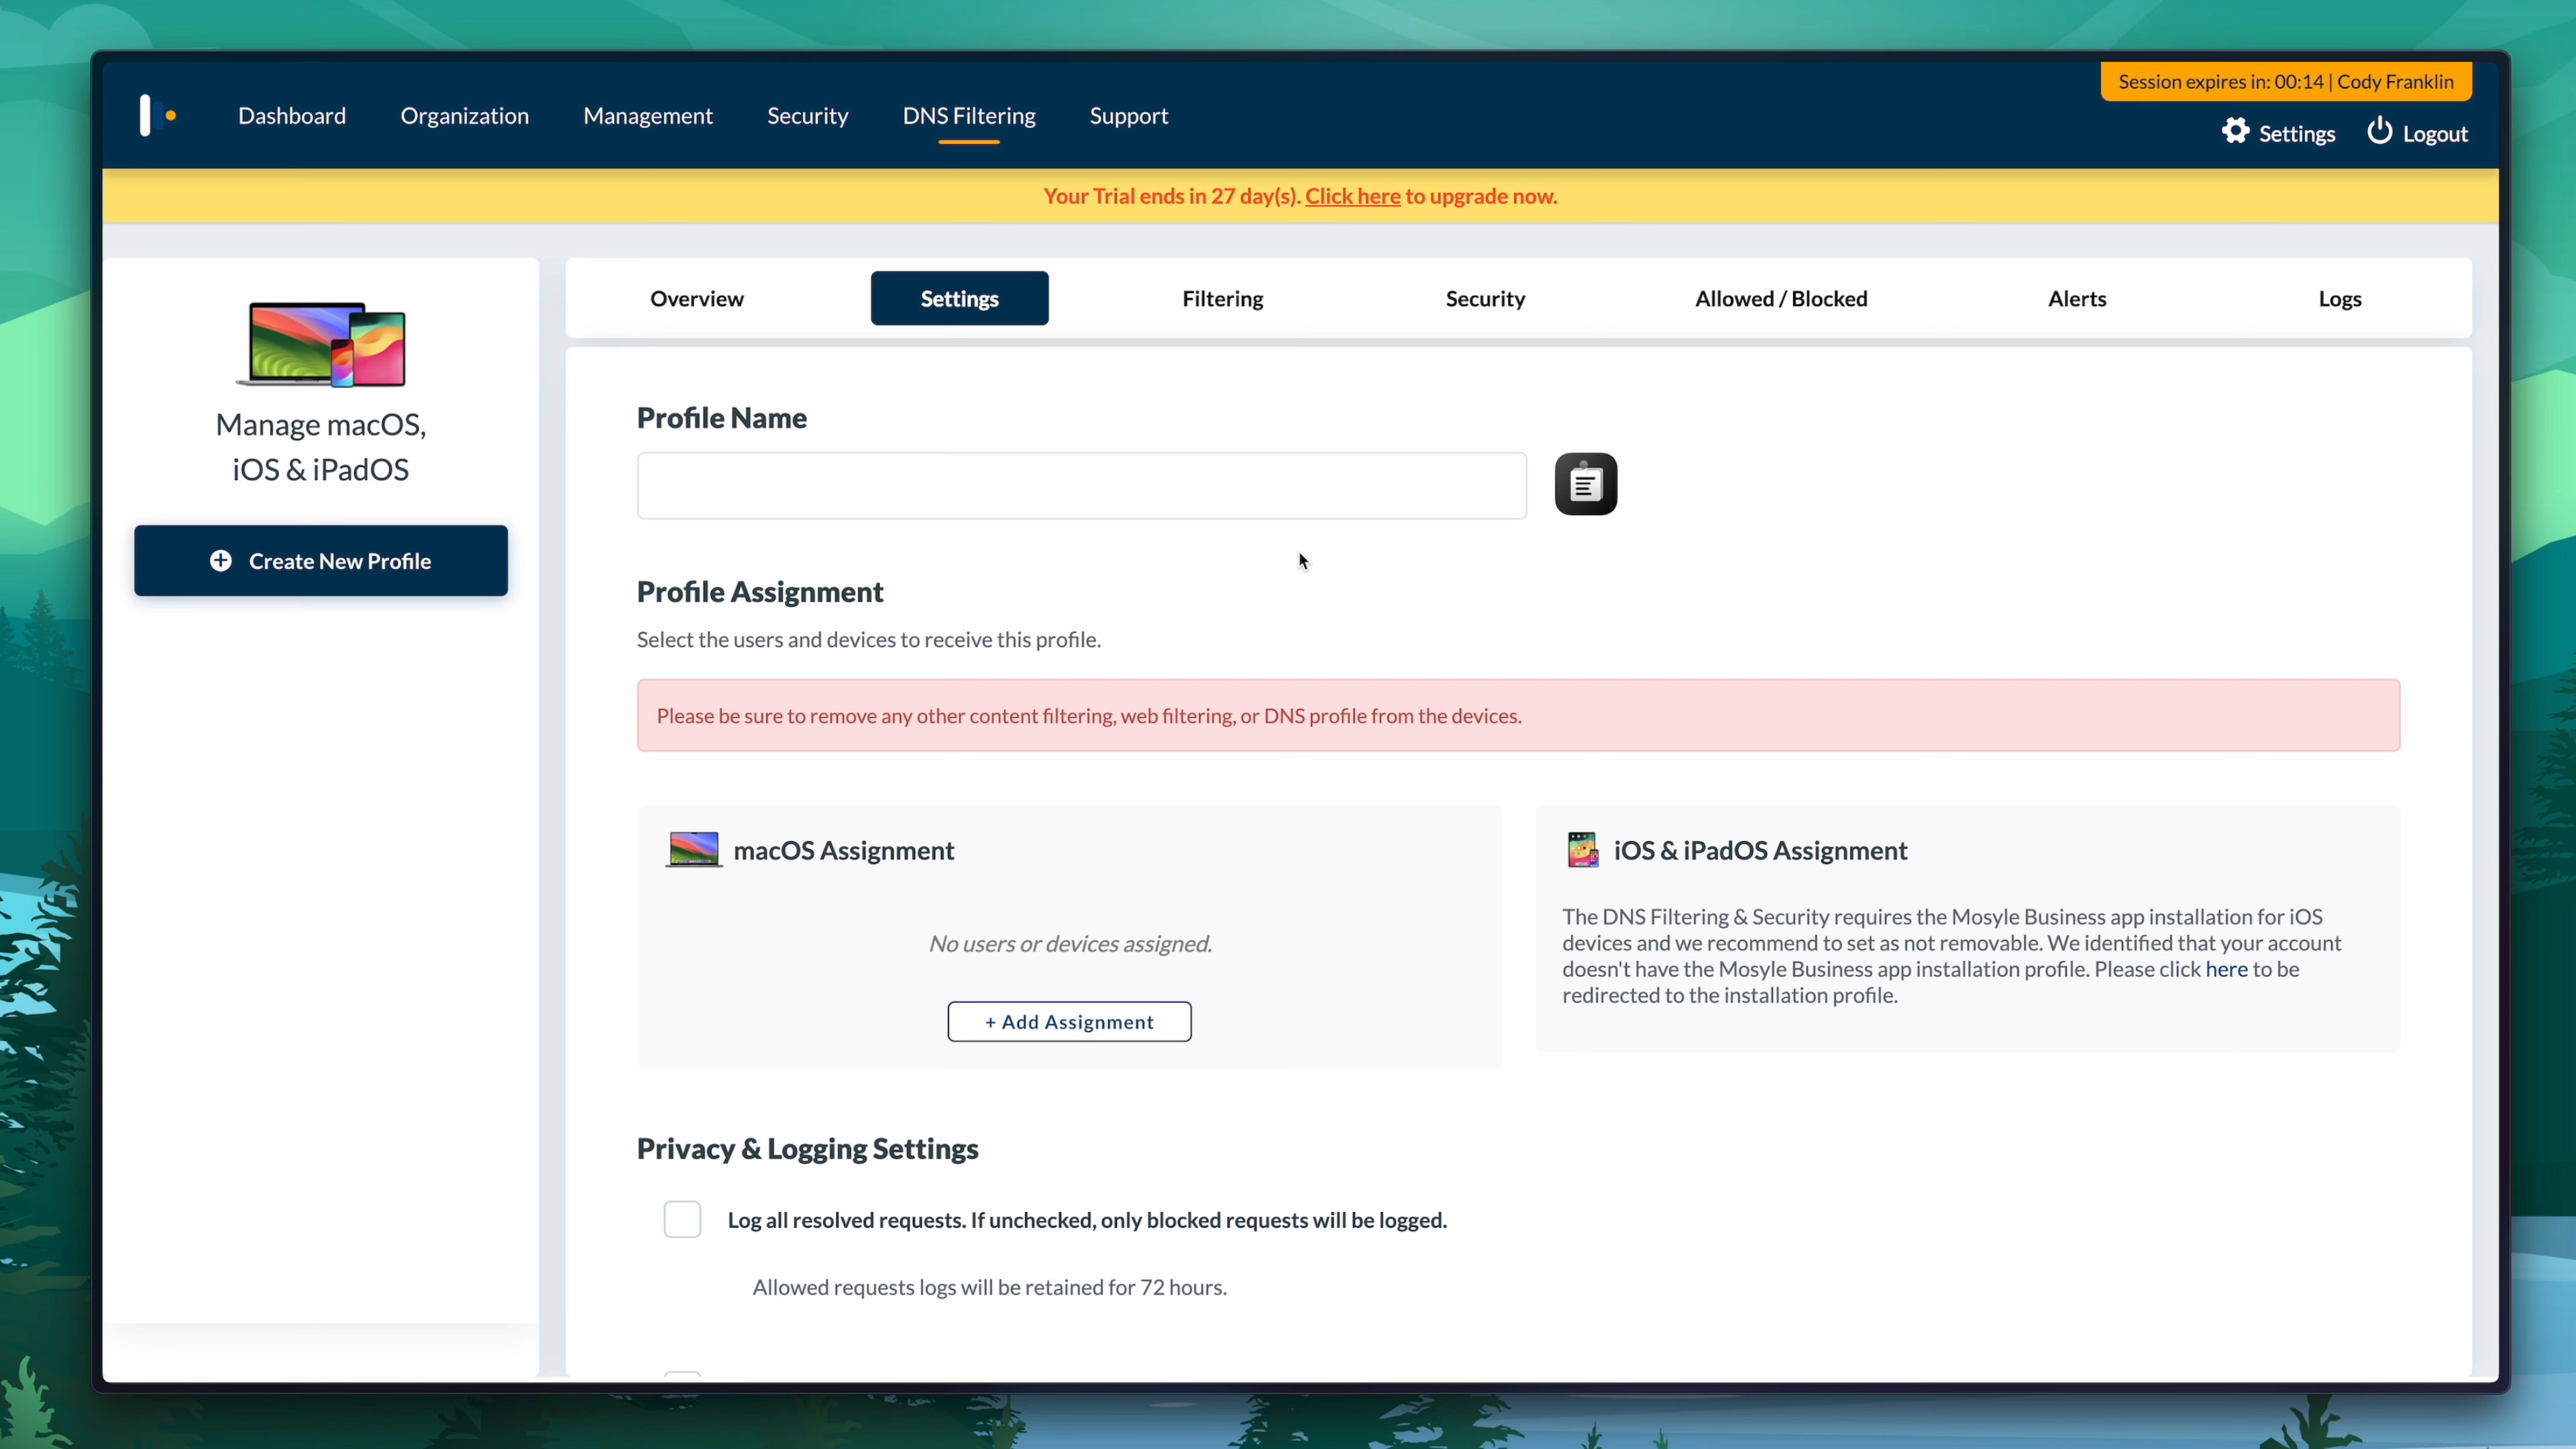 Session expires in: 00:14 | Cody Franklin
Dashboard
Organization
Management
Security
DNS Filtering
Support
Settings
Logout
Your Trial ends in 27 day(s). Click here to upgrade now.
Manage macOS,
iOS & iPadOS
Create New Profile
Overview
Settings
Filtering
Security
Allowed / Blocked
Alerts
Logs
Profile Name
Profile Assignment
Select the users and devices to receive this profile.
Please be sure to remove any other content filtering, web filtering, or DNS profile from the devices.
macOS Assignment
No users or devices assigned.
+ Add Assignment
iOS & iPadOS Assignment
The DNS Filtering & Security requires the Mosyle Business app installation for iOS
devices and we recommend to set as not removable. We identified that your account
doesn't have the Mosyle Business app installation profile. Please click here to be
redirected to the installation profile.
Privacy & Logging Settings
Log all resolved requests. If unchecked, only blocked requests will be logged.
Allowed requests logs will be retained for 72 hours.